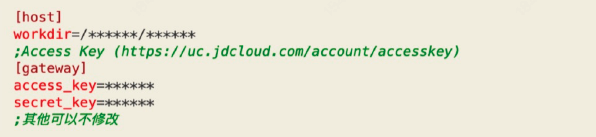 [host]
workdir=/******/******
;Access Key (https://uc.jdcloud.com/account/accesskey)
[gateway]
access_key=******
secret_key=******
;其他可以不修改